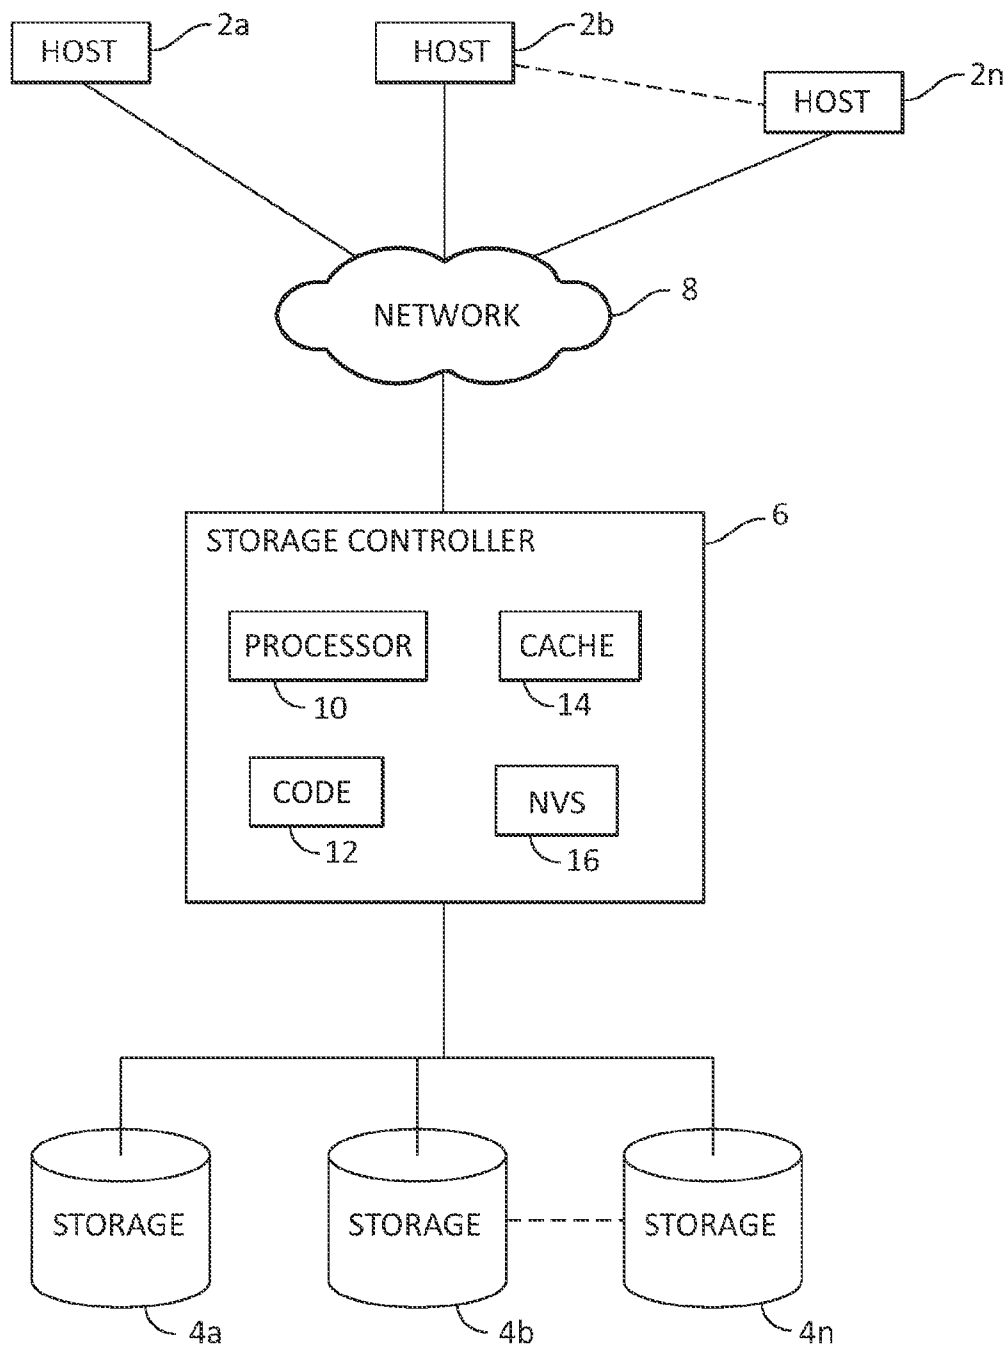 HOST 2a
HOST 2b
HOST 2n
NETWORK 8
STORAGE CONTROLLER 6
PROCESSOR CACHE
10 14
CODE NVS
12 16
STORAGE STORAGE STORAGE
4a 4b 4n